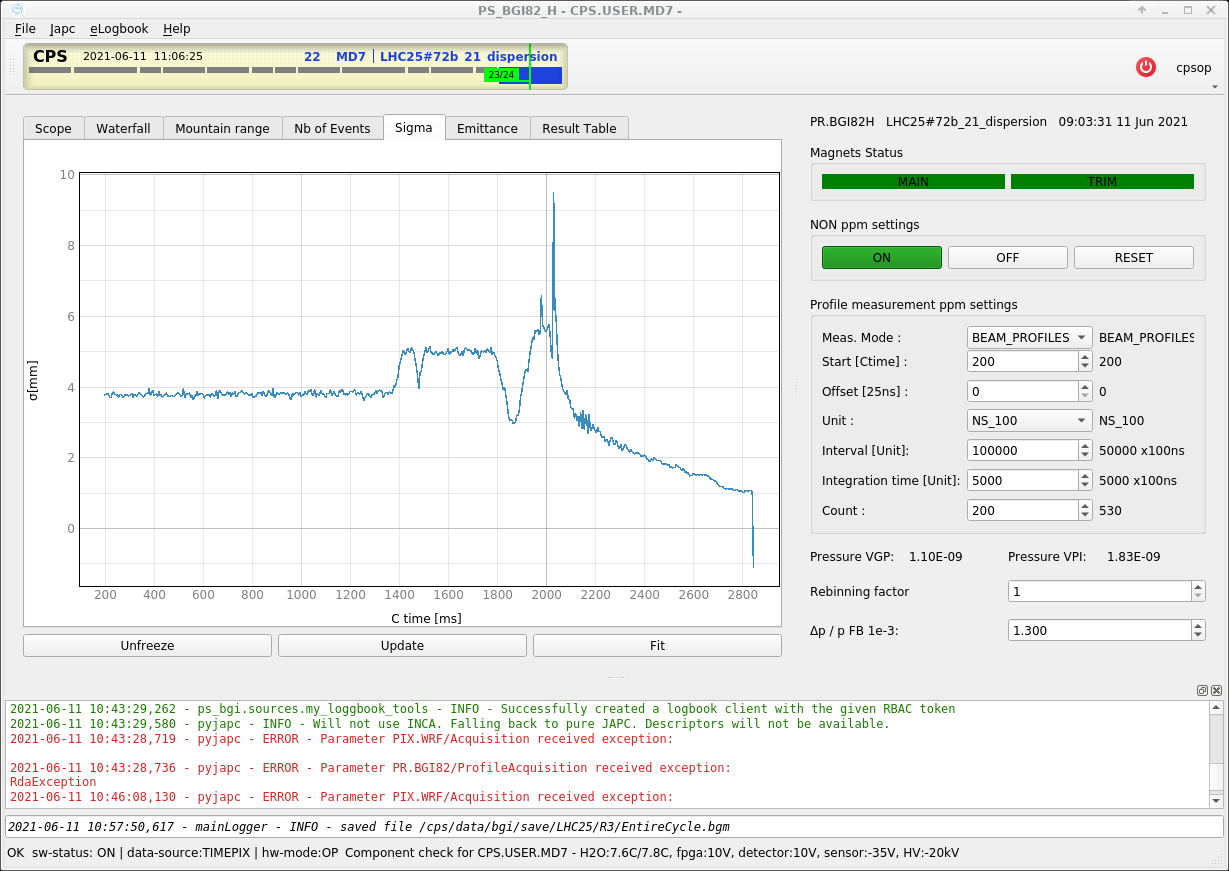 PS_BGI82_H - CPS.USER.MD7 -
File Japc eLogbook Help
CPS 2021-06-11 11:06:25 22 MD7 | LHC25#72b 21 dispersion
23/24
cpsop
Scope Waterfall Mountain range Nb of Events Sigma Emittance Result Table
PR.BGI82H LHC25#72b_21_dispersion 09:03:31 11 Jun 2021
Magnets Status
MAIN TRIM
NON ppm settings
ON OFF RESET
Profile measurement ppm settings
Meas. Mode : BEAM_PROFILES BEAM_PROFILES
Start [Ctime] : 200 200
Offset [25ns] : 0 0
Unit : NS_100 NS_100
Interval [Unit]: 100000 50000 x100ns
Integration time [Unit]: 5000 5000 x100ns
Count : 200 530
Pressure VGP: 1.10E-09 Pressure VPI: 1.83E-09
Rebinning factor 1
Δp / p FB 1e-3: 1.300
10
8
6
4
2
0
σ[mm]
200 400 600 800 1000 1200 1400 1600 1800 2000 2200 2400 2600 2800
C time [ms]
Unfreeze Update Fit
2021-06-11 10:43:29,262 - ps_bgi.sources.my_loggbook_tools - INFO - Successfully created a logbook client with the given RBAC token
2021-06-11 10:43:29,580 - pyjapc - INFO - Will not use INCA. Falling back to pure JAPC. Descriptors will not be available.
2021-06-11 10:43:28,719 - pyjapc - ERROR - Parameter PIX.WRF/Acquisition received exception:
2021-06-11 10:43:28,736 - pyjapc - ERROR - Parameter PR.BGI82/ProfileAcquisition received exception:
RdaException
2021-06-11 10:46:08,130 - pyjapc - ERROR - Parameter PIX.WRF/Acquisition received exception:
2021-06-11 10:57:50,617 - mainLogger - INFO - saved file /cps/data/bgi/save/LHC25/R3/EntireCycle.bgm
OK sw-status: ON | data-source:TIMEPIX | hw-mode:OP Component check for CPS.USER.MD7 - H2O:7.6C/7.8C, fpga:10V, detector:10V, sensor:-35V, HV:-20kV